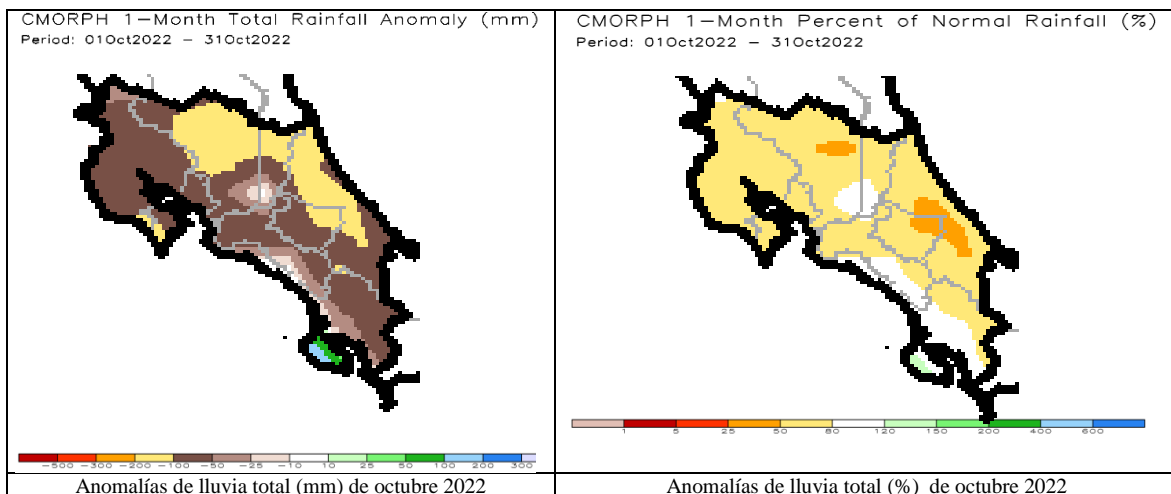 CMORPH 1-Month Total Rainfall Anomaly (mm)
Period: 01Oct2022 - 31Oct2022
-500 -300 -200 -100 -50 -25 -10 10 25 50 100 200 300
Anomalías de lluvia total (mm) de octubre 2022
CMORPH 1-Month Percent of Normal Rainfall (%)
Period: 01Oct2022 - 31Oct2022
1 5 25 50 80 120 150 200 400 600
Anomalías de lluvia total (%) de octubre 2022